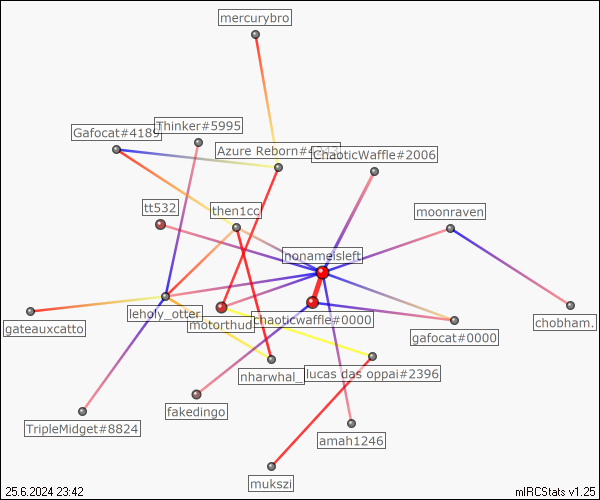 mercurybro
Thinker#5995
Gafocat#4189
Azure Reborn#
ChaoticWaffle#2006
tt532
then1cc
moonraven
nonameisleft
leholy_otter
motorthud
chaoticwaffle#0000
gateauxcatto
gafocat#0000
chobham.
nharwhal_
lucas das oppai#2396
fakedingo
TripleMidget#8824
amah1246
mukszi
25.6.2024 23:42
mIRCStats v1.25